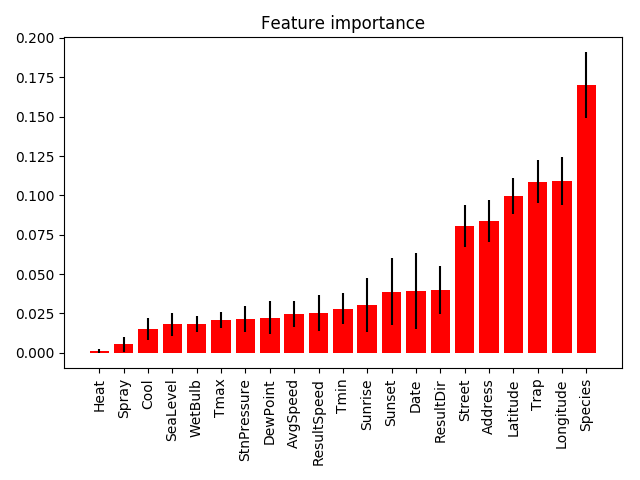 Feature importance
0.200
0.175
0.150
0.125
0.100
0.075
0.050
0.025
0.000
Heat
Spray
Cool
SeaLevel
WetBulb
Tmax
StnPressure
DewPoint
AvgSpeed
ResultSpeed
Tmin
Sunrise
Sunset
Date
ResultDir
Street
Address
Latitude
Trap
Longitude
Species